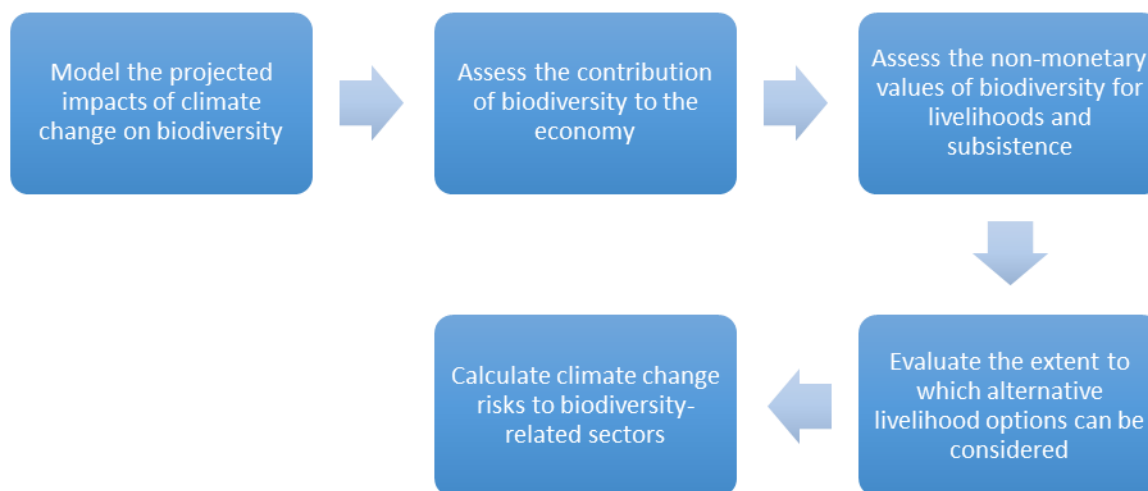 Model the projected
impacts of climate
change on biodiversity
Assess the contribution
of biodiversity to the
economy
Assess the non-monetary
values of biodiversity for
livelihoods and
subsistence
Evaluate the extent to
which alternative
livelihood options can be
considered
Calculate climate change
risks to biodiversity-
related sectors